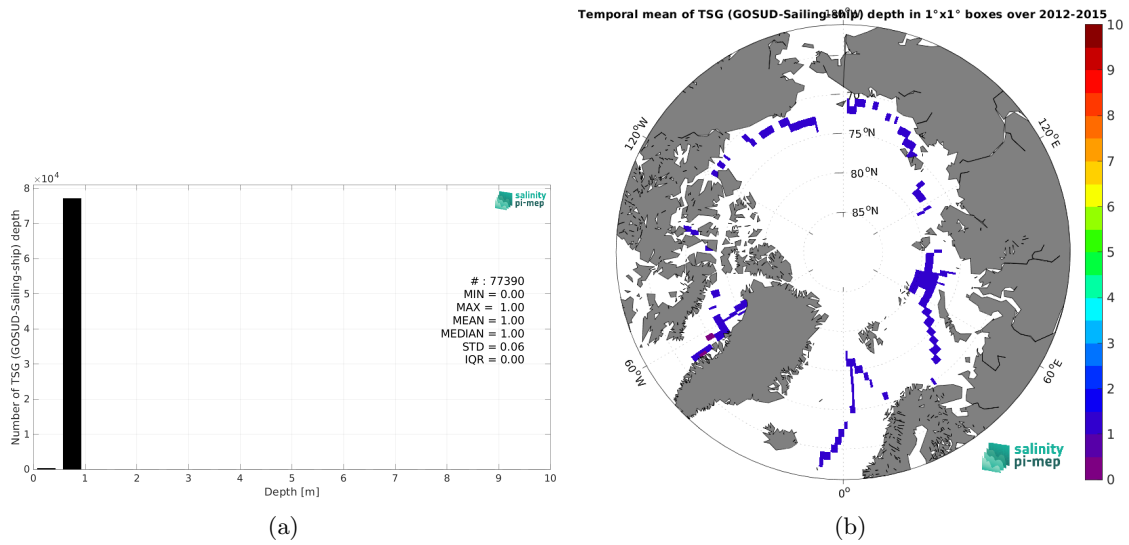 ×10⁴
8
7
6
5
4
3
2
1
0
Number of TSG (GOSUD-Sailing-ship) depth
salinity
pi-mep
# : 77390
MIN = 0.00
MAX = 1.00
MEAN = 1.00
MEDIAN = 1.00
STD = 0.06
IQR = 0.00
0 1 2 3 4 5 6 7 8 9 10
Depth [m]
(a)
Temporal mean of TSG (GOSUD-Sailing-ship) depth in 1°x1° boxes over 2012-2015
120°W
120°E
75°N
80°N
85°N
60°W
60°E
0°
salinity
pi-mep
10
9
8
7
6
5
4
3
2
1
0
(b)